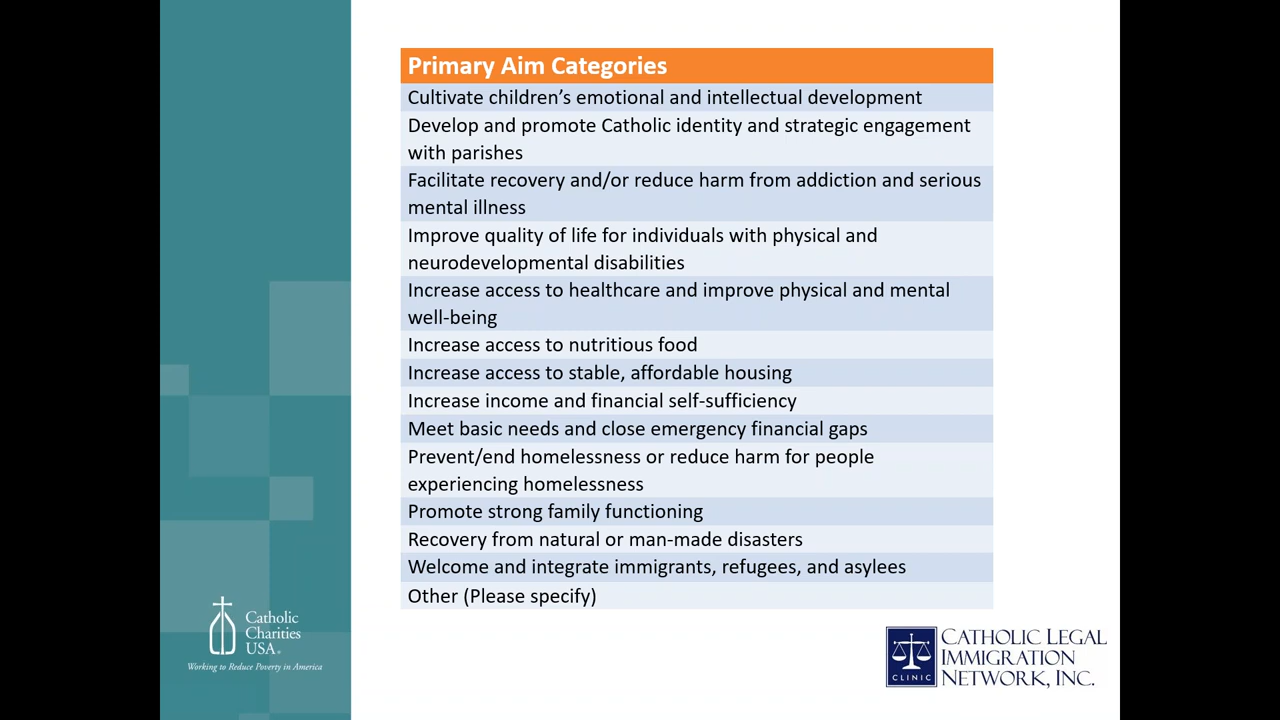 Primary Aim Categories
Cultivate children’s emotional and intellectual development
Develop and promote Catholic identity and strategic engagement
with parishes
Facilitate recovery and/or reduce harm from addiction and serious
mental illness
Improve quality of life for individuals with physical and
neurodevelopmental disabilities
Increase access to healthcare and improve physical and mental
well-being
Increase access to nutritious food
Increase access to stable, affordable housing
Increase income and financial self-sufficiency
Meet basic needs and close emergency financial gaps
Prevent/end homelessness or reduce harm for people
experiencing homelessness
Promote strong family functioning
Recovery from natural or man-made disasters
Welcome and integrate immigrants, refugees, and asylees
Other (Please specify)
Catholic
Charities
USA®
Working to Reduce Poverty in America
CLINIC
CATHOLIC LEGAL
IMMIGRATION
NETWORK, INC.